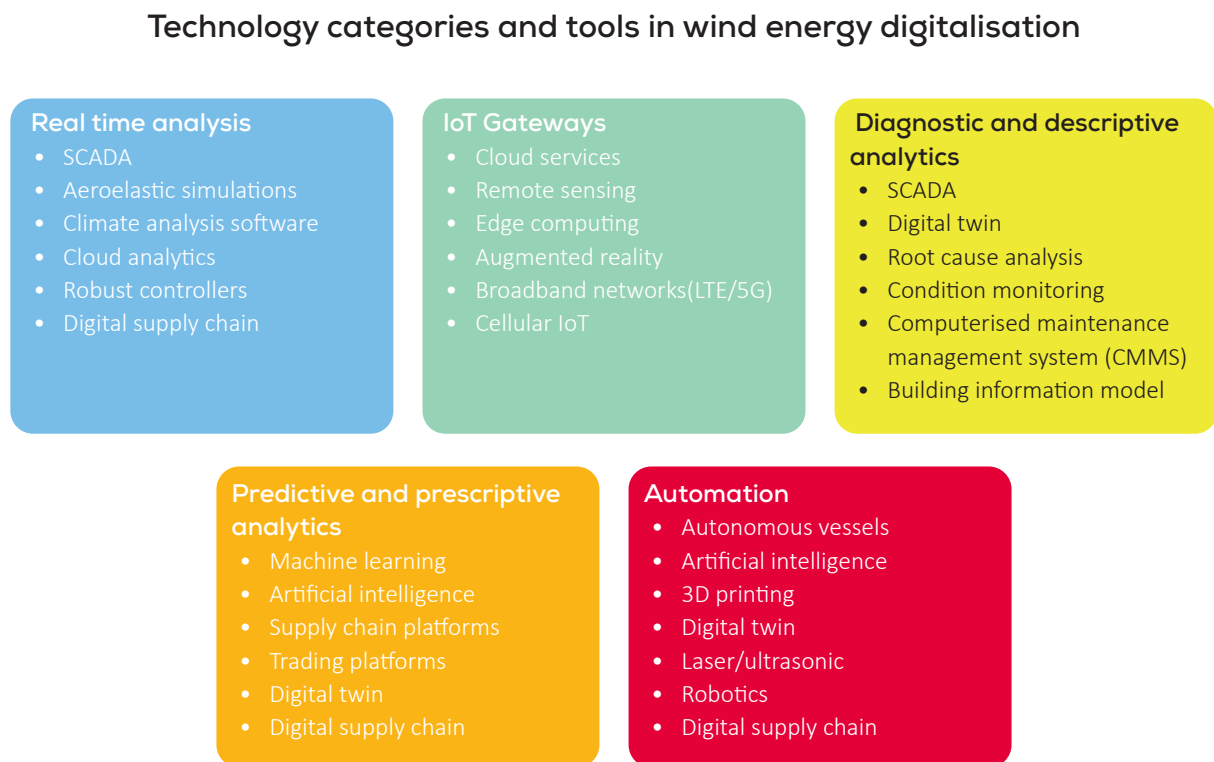 Technology categories and tools in wind energy digitalisation
Real time analysis
• SCADA
• Aeroelastic simulations
• Climate analysis software
• Cloud analytics
• Robust controllers
• Digital supply chain
IoT Gateways
• Cloud services
• Remote sensing
• Edge computing
• Augmented reality
• Broadband networks(LTE/5G)
• Cellular IoT
Diagnostic and descriptive
analytics
• SCADA
• Digital twin
• Root cause analysis
• Condition monitoring
• Computerised maintenance
management system (CMMS)
• Building information model
Predictive and prescriptive
analytics
• Machine learning
• Artificial intelligence
• Supply chain platforms
• Trading platforms
• Digital twin
• Digital supply chain
Automation
• Autonomous vessels
• Artificial intelligence
• 3D printing
• Digital twin
• Laser/ultrasonic
• Robotics
• Digital supply chain